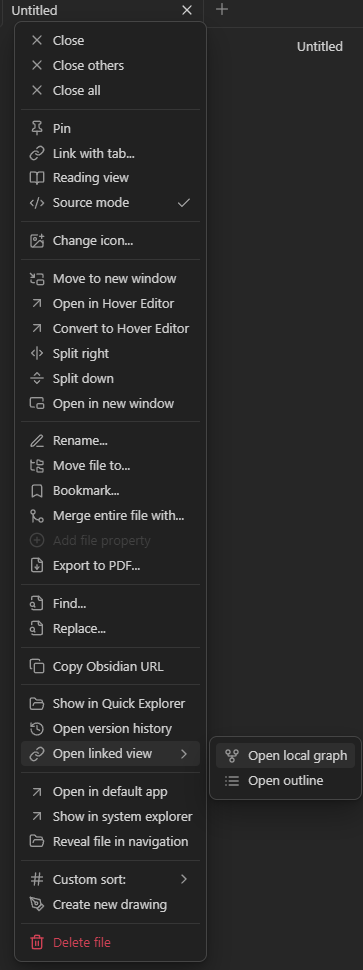 Untitled
Untitled
Close
Close others
Close all
Pin
Link with tab...
Reading view
Source mode
Change icon...
Move to new window
Open in Hover Editor
Convert to Hover Editor
Split right
Split down
Open in new window
Rename...
Move file to...
Bookmark...
Merge entire file with...
Add file property
Export to PDF...
Find...
Replace...
Copy Obsidian URL
Show in Quick Explorer
Open version history
Open linked view
Open local graph
Open outline
Open in default app
Show in system explorer
Reveal file in navigation
Custom sort:
Create new drawing
Delete file